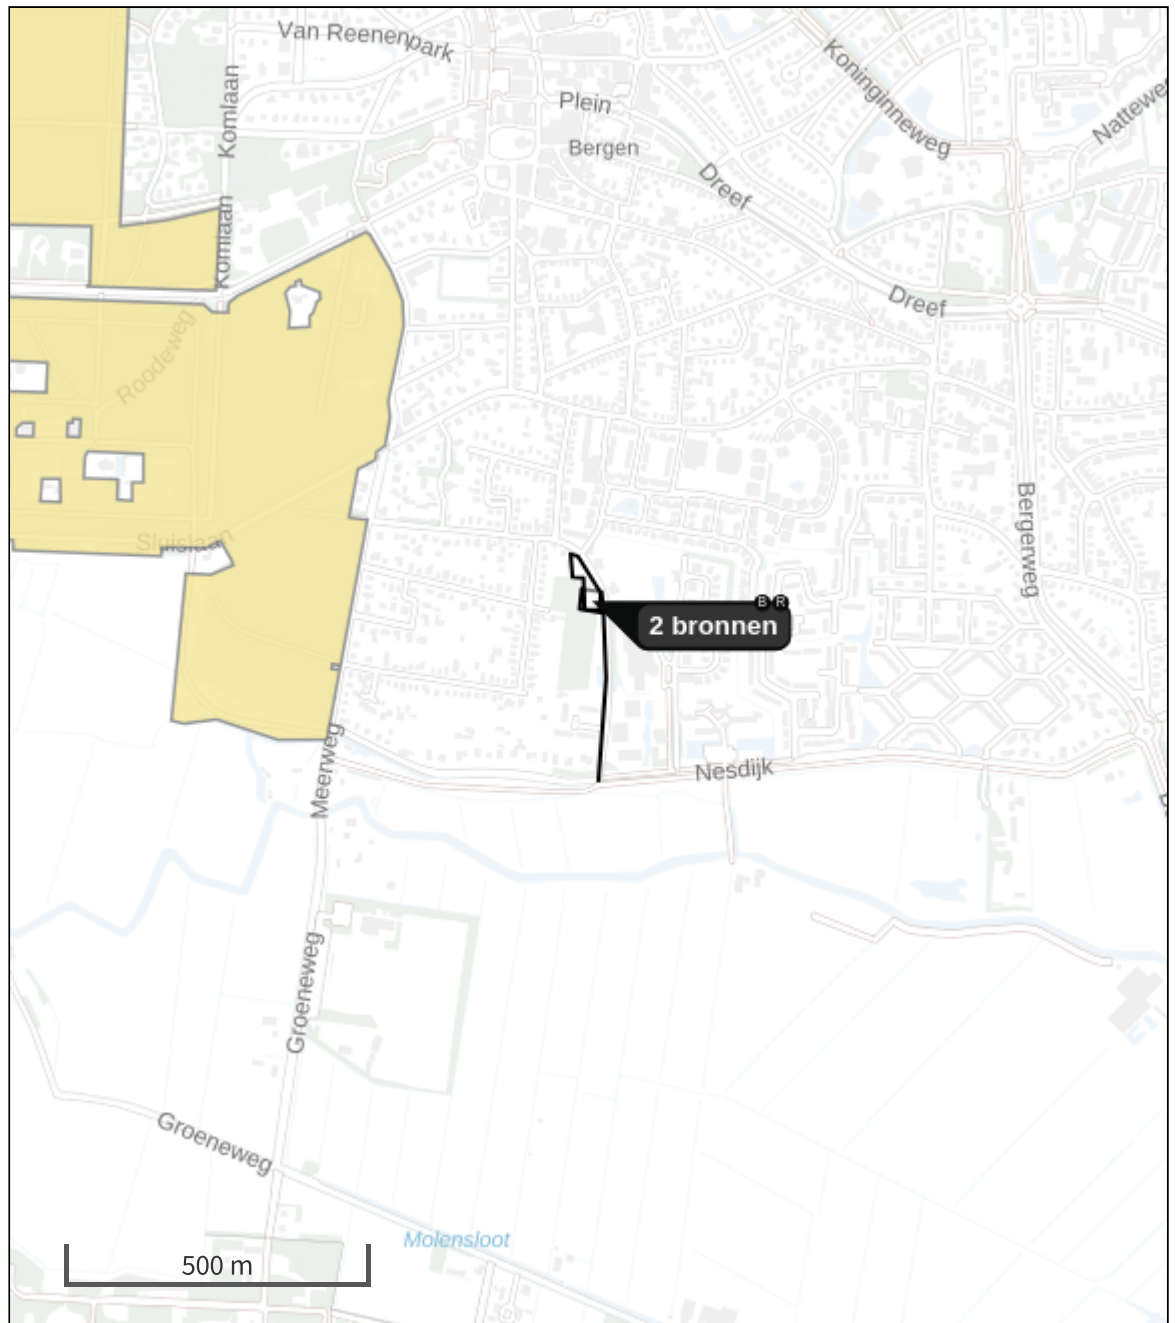 Van Reenenpark
Komlaan
Plein
Bergen
Koninginneweg
Dreef
Komlaan
Dreef
Roodeweg
Bergerweg
Sluislaan
B R
2 bronnen
Meerweg
Nesdijk
Groeneweg
Groeneweg
Molensloot
500 m